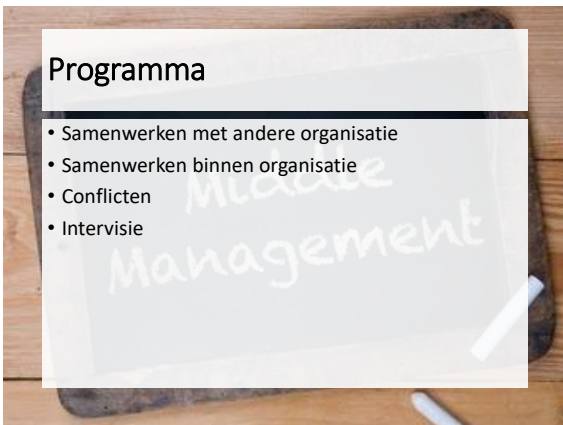 Programma
• Samenwerken met andere organisatie
• Samenwerken binnen organisatie
• Conflicten
• Intervisie
Middle
Management